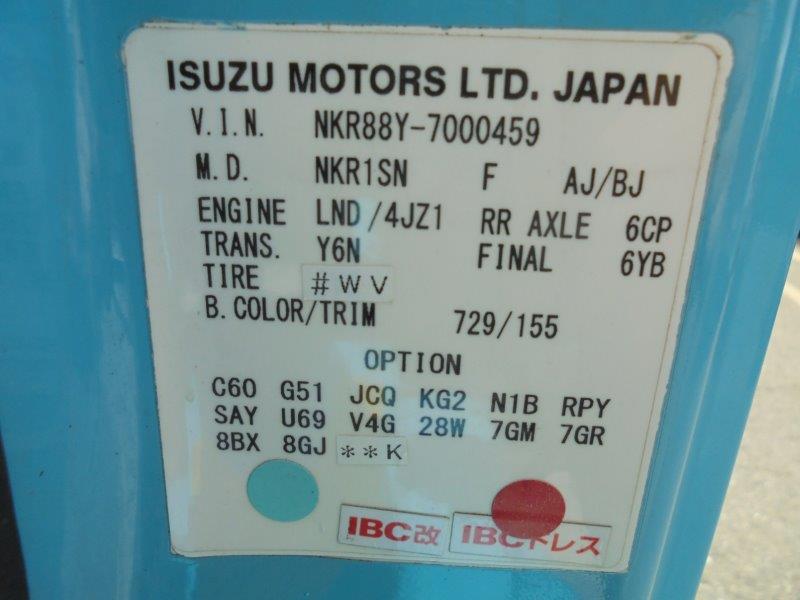 ISUZU MOTORS LTD. JAPAN
V.I.N. NKR88Y-7000459
M.D. NKR1SN F AJ/BJ
ENGINE LND/4JZ1 RR AXLE 6CP
TRANS. Y6N FINAL 6YB
TIRE #WV
B.COLOR/TRIM 729/155
OPTION
C60 G51 JCQ KG2 N1B RPY
SAY U69 V4G 28W 7GM 7GR
8BX 8GJ **K
IBC改 IBCドレス